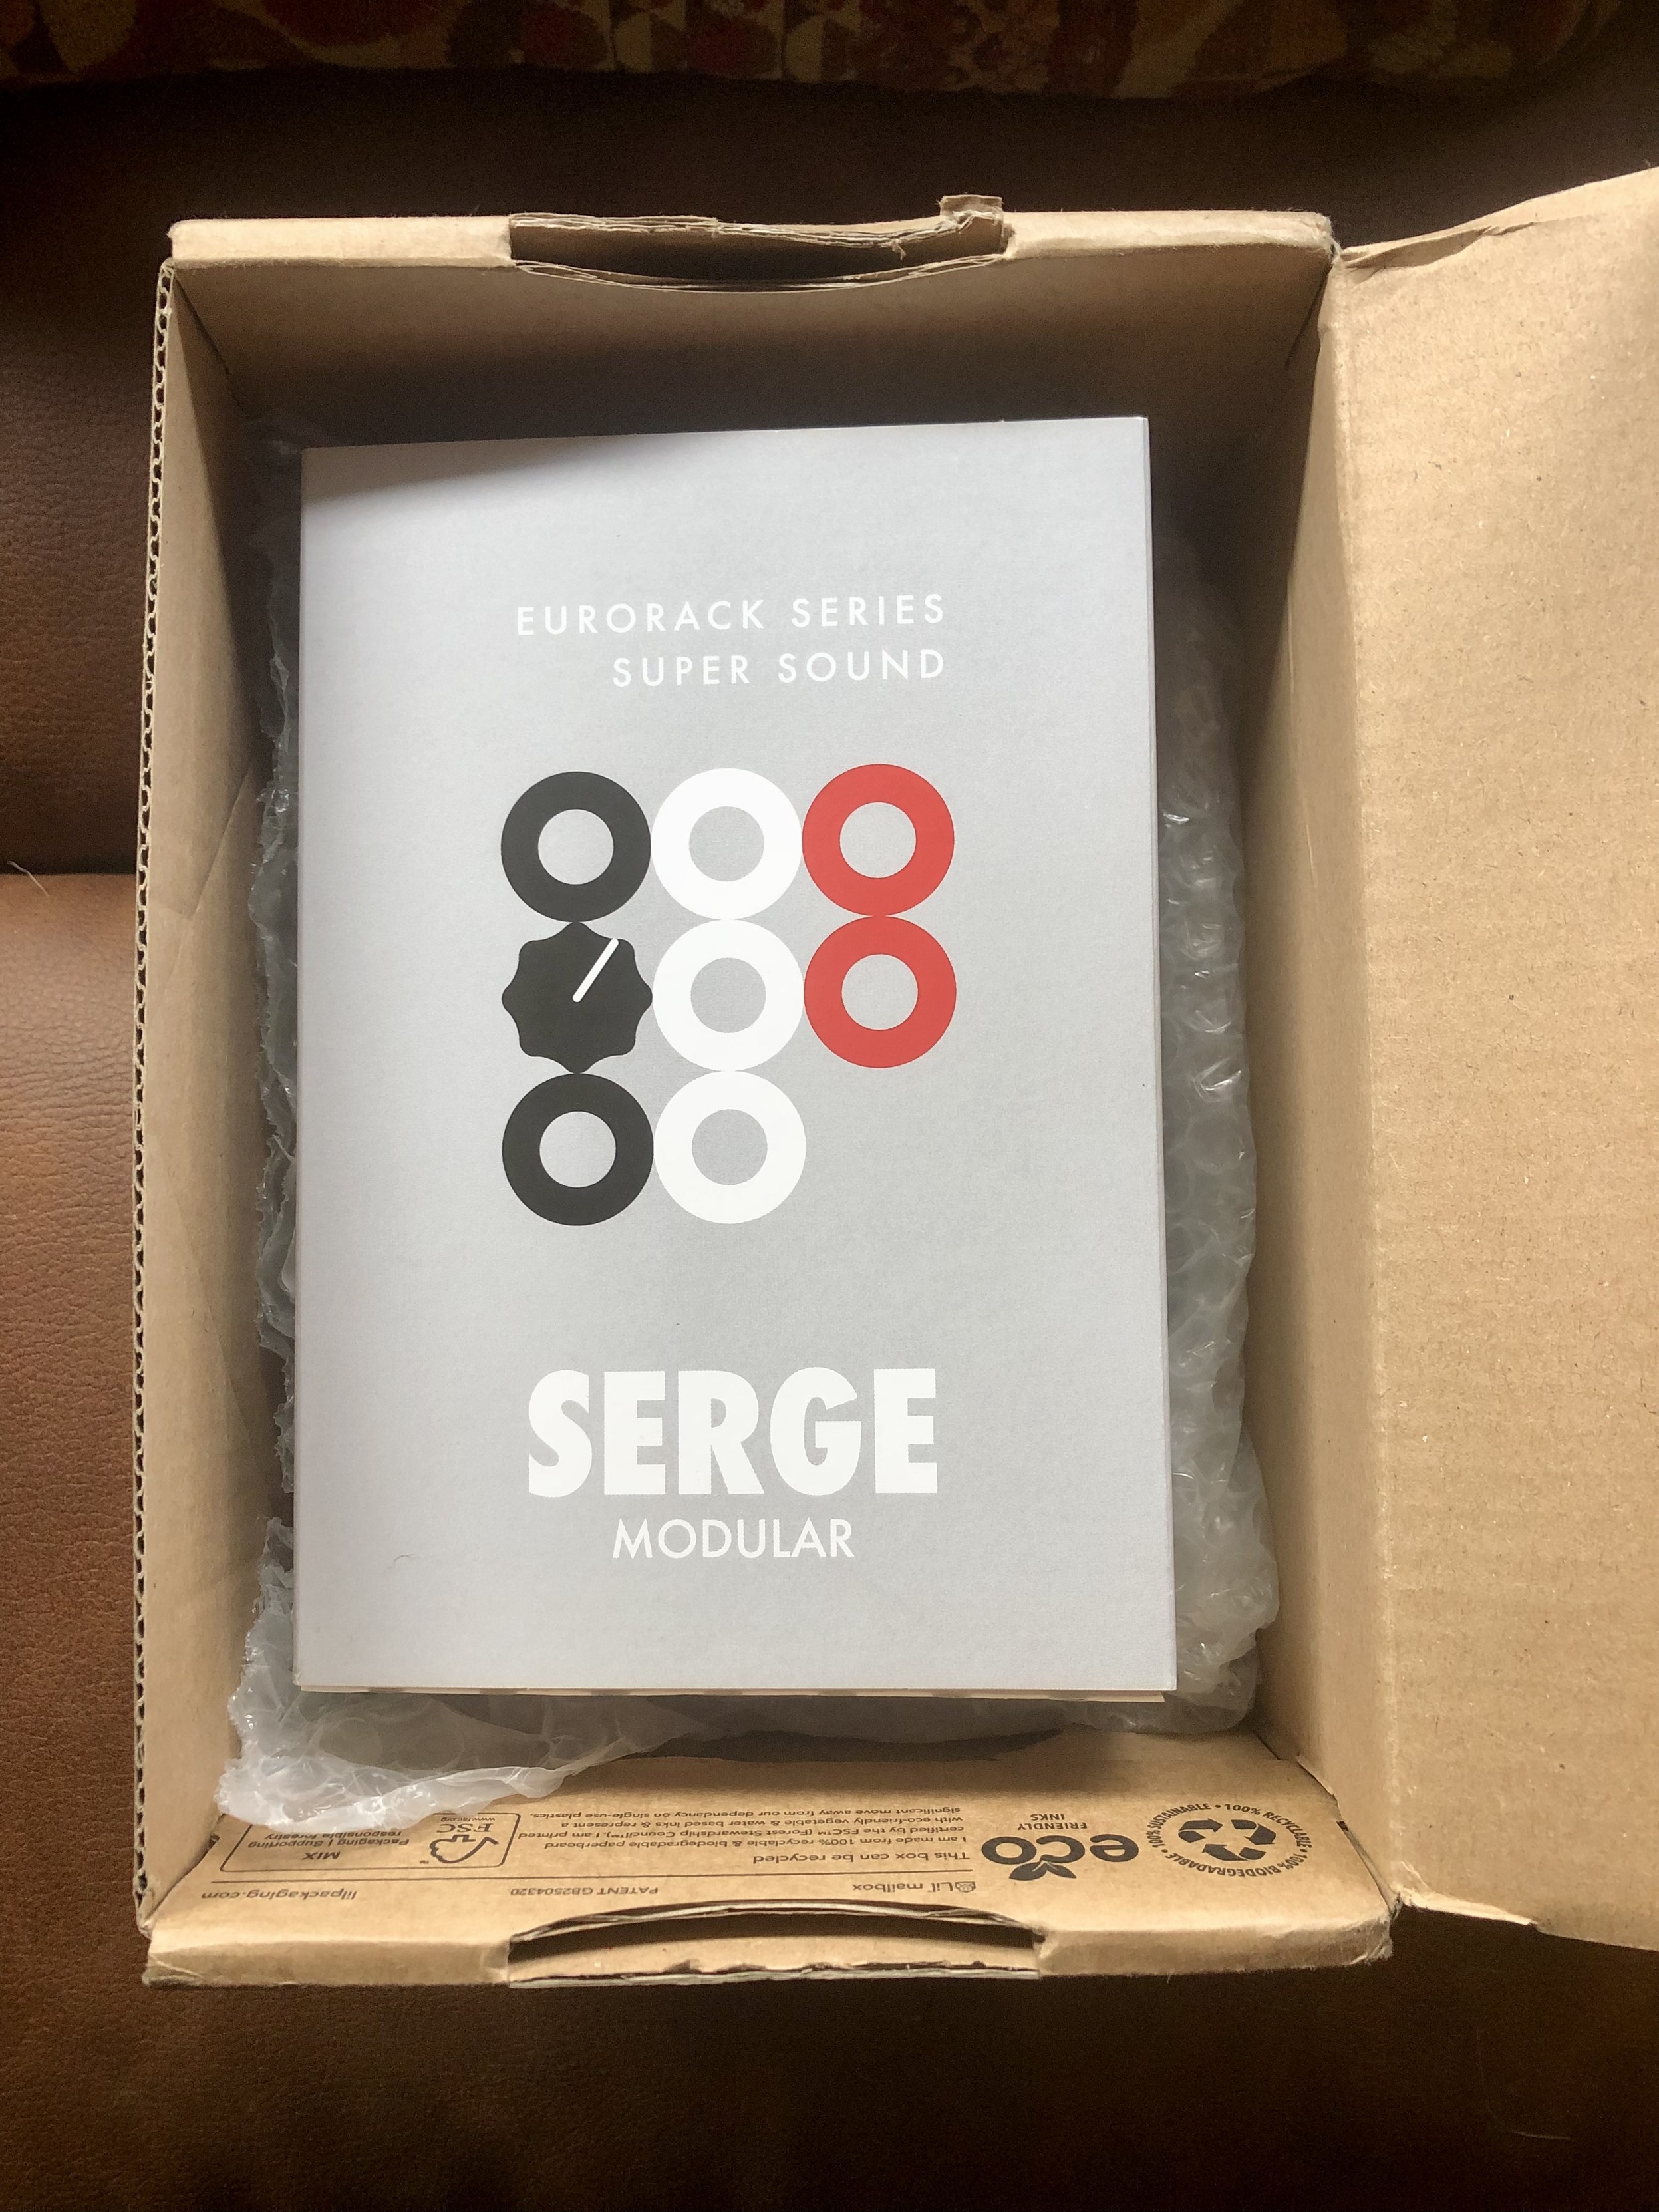 EURORACK SERIES
SUPER SOUND
SERGE
MODULAR
Lil' mailbox
PATENT GB2504320
lilpackaging.com
This box can be recycled
I am made from 100% recyclable & biodegradable paperboard
certified by the FSC™ (Forest Stewardship Council™), I am printed
with eco-friendly vegetable & water based inks & represent a
significant move away from our dependancy on single-use plastics.
eco
FRIENDLY
INKS
100% SUSTAINABLE • 100% RECYCLABLE • 100% BIODEGRADABLE •
FSC
MIX
Packaging | Supporting
responsible forestry